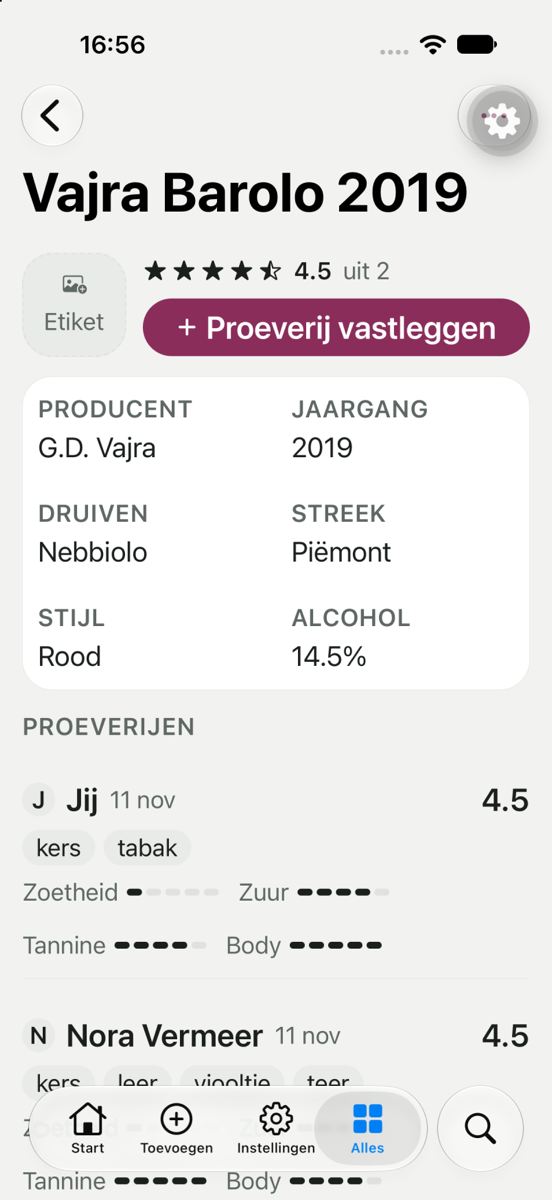 16:56
Vajra Barolo 2019
Etiket
4.5 uit 2
+ Proeverij vastleggen
PRODUCENT
G.D. Vajra
JAARGANG
2019
DRUIVEN
Nebbiolo
STREEK
Piëmont
STIJL
Rood
ALCOHOL
14.5%
PROEVERIJEN
J Jij 11 nov 4.5
kers tabak
Zoetheid Zuur
Tannine Body
N Nora Vermeer 11 nov 4.5
kers leer viooltje teer
Start Toevoegen Instellingen Alles
Tannine Body